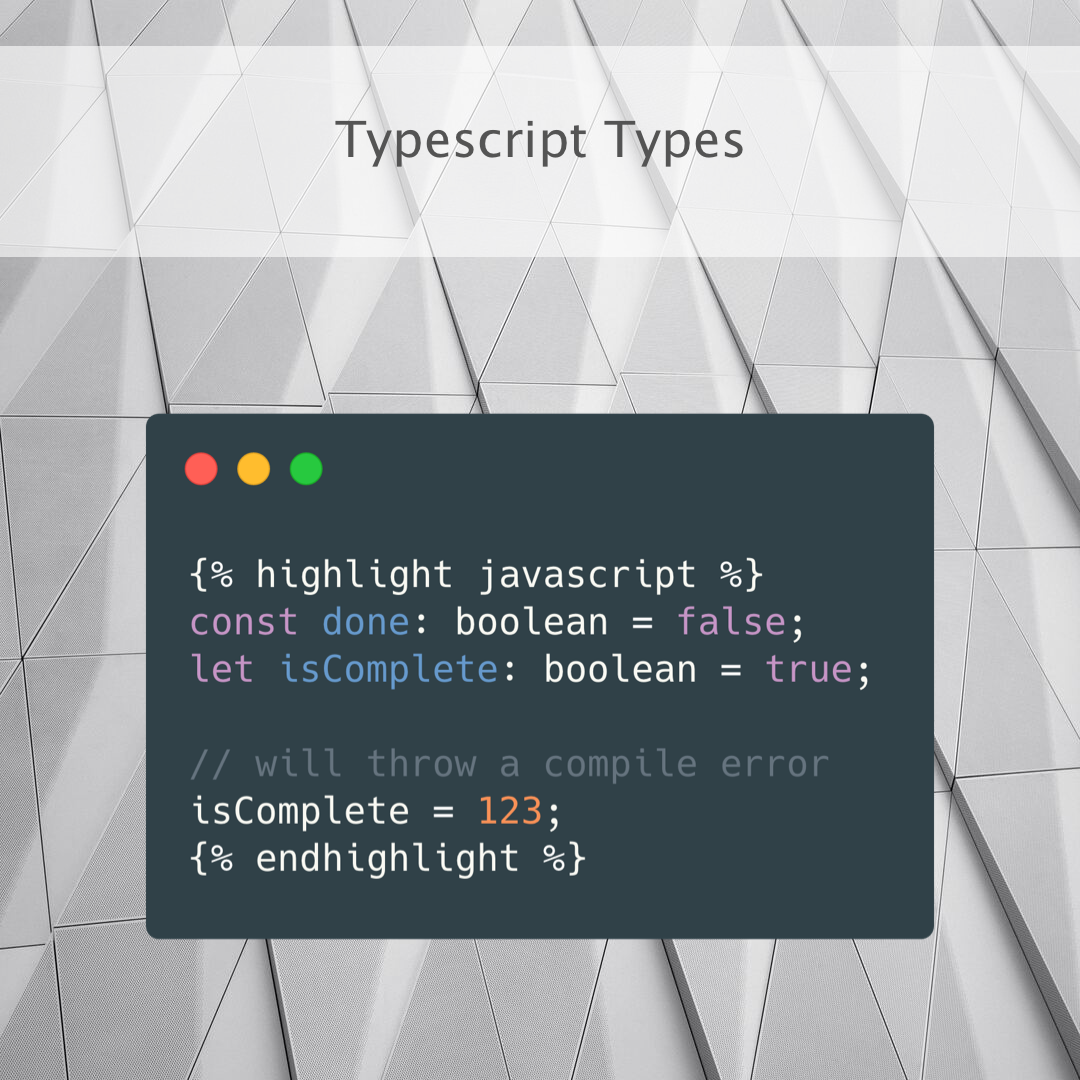 Typescript Types
{% highlight javascript %}
const done: boolean = false;
let isComplete: boolean = true;
// will throw a compile error
isComplete = 123;
{% endhighlight %}